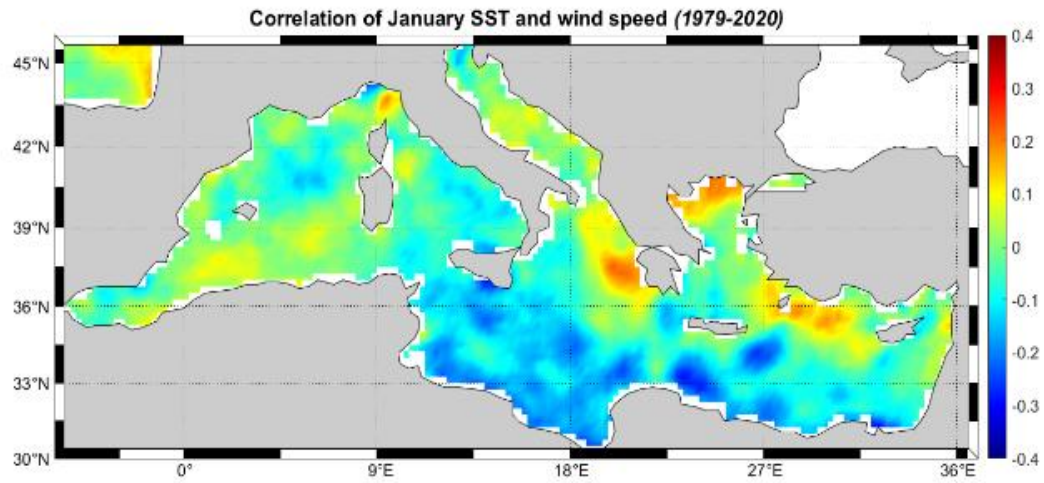 Correlation of January SST and wind speed (1979-2020)
45°N
42°N
39°N
36°N
33°N
30°N
0°
9°E
18°E
27°E
36°E
0.4
0.3
0.2
0.1
0
-0.1
-0.2
-0.3
-0.4